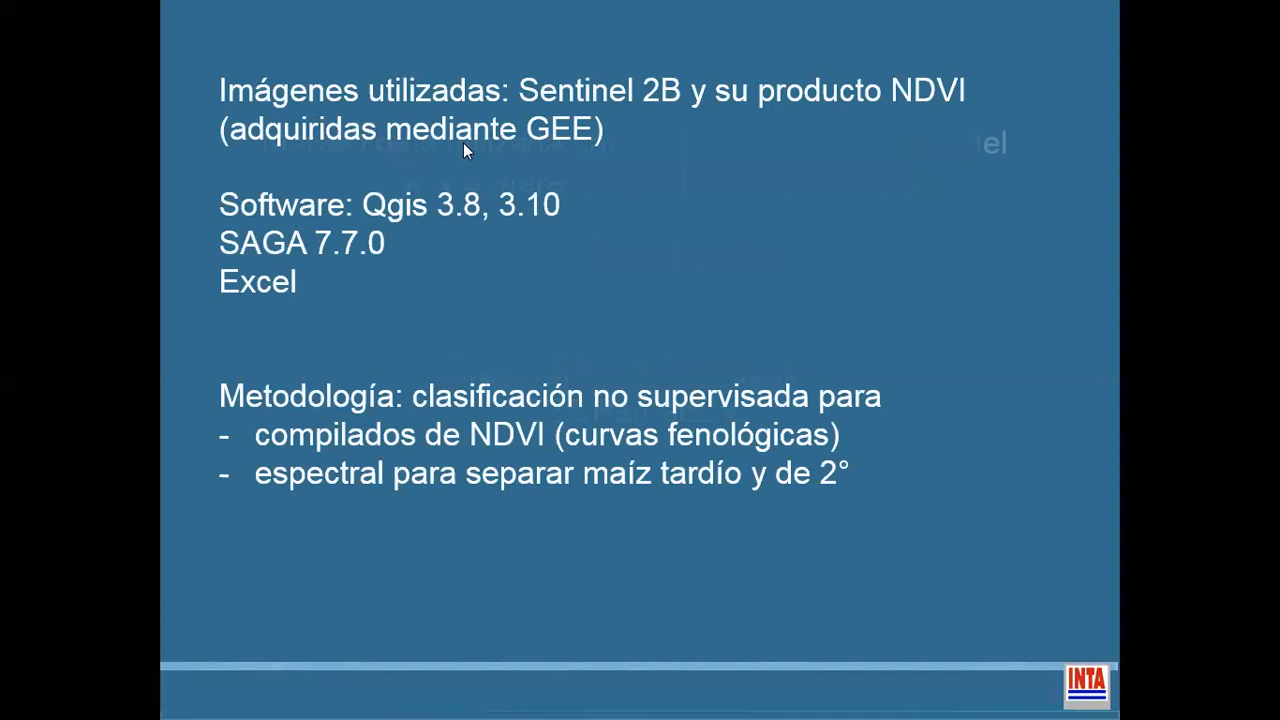 Imágenes utilizadas: Sentinel 2B y su producto NDVI
(adquiridas mediante GEE)
el
Software: Qgis 3.8, 3.10
SAGA 7.7.0
Excel
Metodología: clasificación no supervisada para
- compilados de NDVI (curvas fenológicas)
- espectral para separar maíz tardío y de 2°
INTA